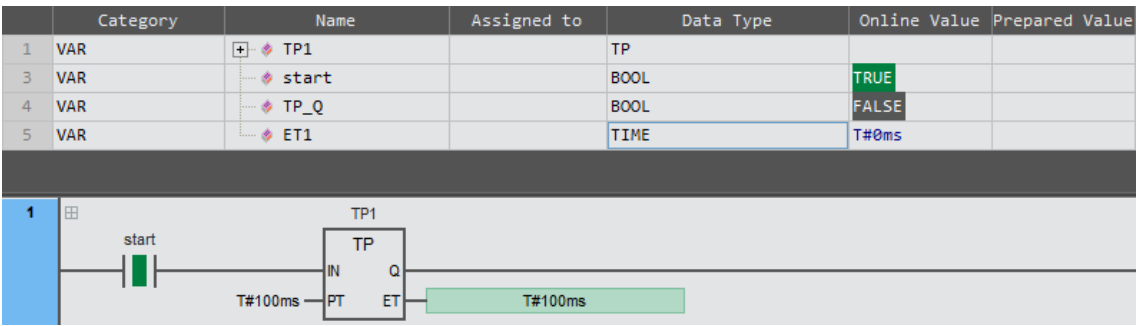 Category Name Assigned to Data Type Online Value Prepared Value
1 VAR TP1 TP
3 VAR start BOOL TRUE
4 VAR TP_Q BOOL FALSE
5 VAR ET1 TIME T#0ms
1 TP1
start TP
IN Q
T#100ms PT ET T#100ms